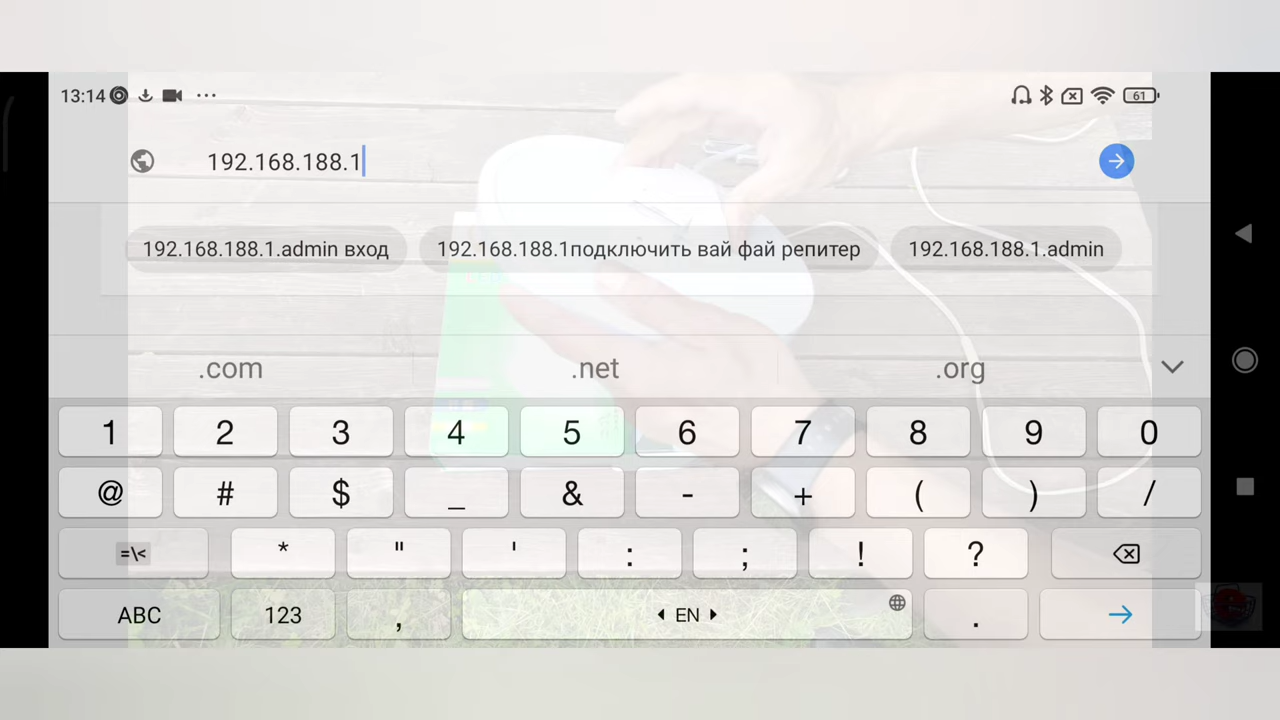 13:14 ... 61
192.168.188.1
192.168.188.1.admin вход 192.168.188.1подключить вай фай репитер 192.168.188.1.admin
.com .net .org
1 2 3 4 5 6 7 8 9 0
@ # $ _ & - + ( ) /
=\< * " ' : ; ! ?
ABC 123 , EN .